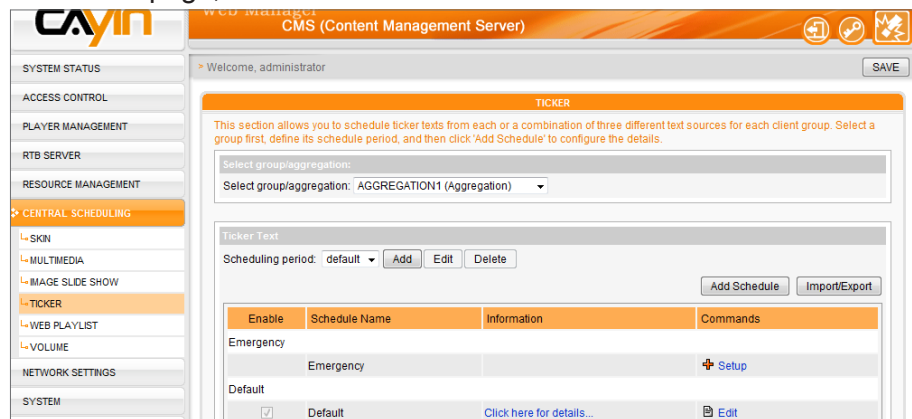 CAYIN
Web Manager
CMS (Content Management Server)
SYSTEM STATUS
> Welcome, administrator
SAVE
ACCESS CONTROL
PLAYER MANAGEMENT
RTB SERVER
RESOURCE MANAGEMENT
CENTRAL SCHEDULING
SKIN
MULTIMEDIA
IMAGE SLIDE SHOW
TICKER
WEB PLAYLIST
VOLUME
NETWORK SETTINGS
SYSTEM
TICKER
This section allows you to schedule ticker texts from each or a combination of three different text sources for each client group. Select a
group first, define its schedule period, and then click 'Add Schedule' to configure the details.
Select group/aggregation:
Select group/aggregation: AGGREGATION1 (Aggregation)
Ticker Text
Scheduling period: default Add Edit Delete
Add Schedule Import/Export
Enable Schedule Name Information Commands
Emergency
Emergency Setup
Default
Default Click here for details... Edit